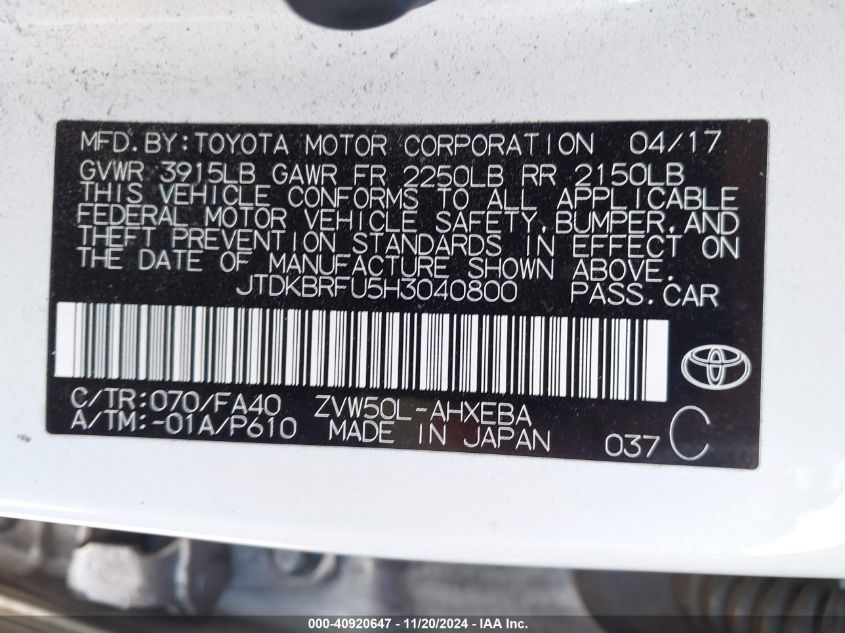 MFD.BY:TOYOTA MOTOR CORPORATION 04/17
GVWR 3915LB GAWR FR 2250LB RR 2150LB
THIS VEHICLE CONFORMS TO ALL APPLICABLE
FEDERAL MOTOR VEHICLE SAFETY,BUMPER,AND
THEFT PREVENTION STANDARDS IN EFFECT ON
THE DATE OF MANUFACTURE SHOWN ABOVE.
JTDKBRFU5H3040800 PASS.CAR
C/TR:070/FA40 ZVW50L-AHXEBA
A/TM:-01A/P610 MADE IN JAPAN 037 C
000-40920647 - 11/20/2024 - IAAI.com